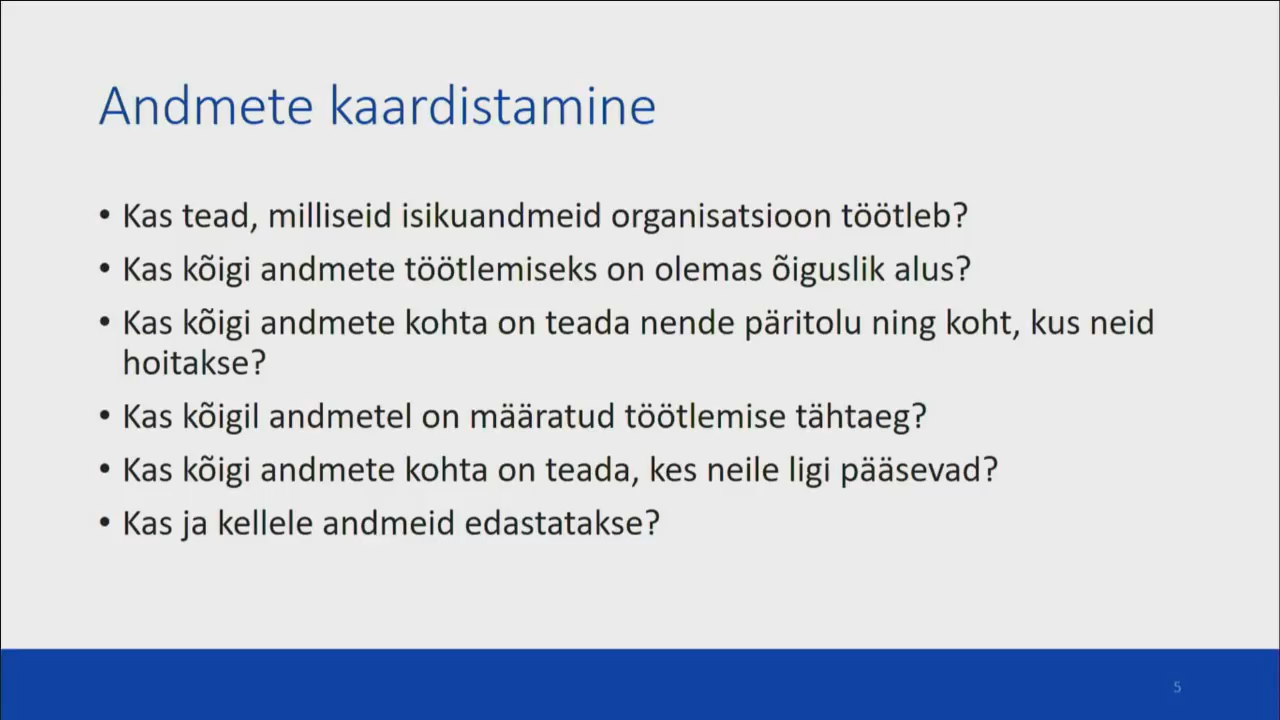 Andmete kaardistamine
• Kas tead, milliseid isikuandmeid organisatsioon töötleb?
• Kas kõigi andmete töötlemiseks on olemas õiguslik alus?
• Kas kõigi andmete kohta on teada nende päritolu ning koht, kus neid
hoitakse?
• Kas kõigil andmetel on määratud töötlemise tähtaeg?
• Kas kõigi andmete kohta on teada, kes neile ligi pääsevad?
• Kas ja kellele andmeid edastatakse?
5